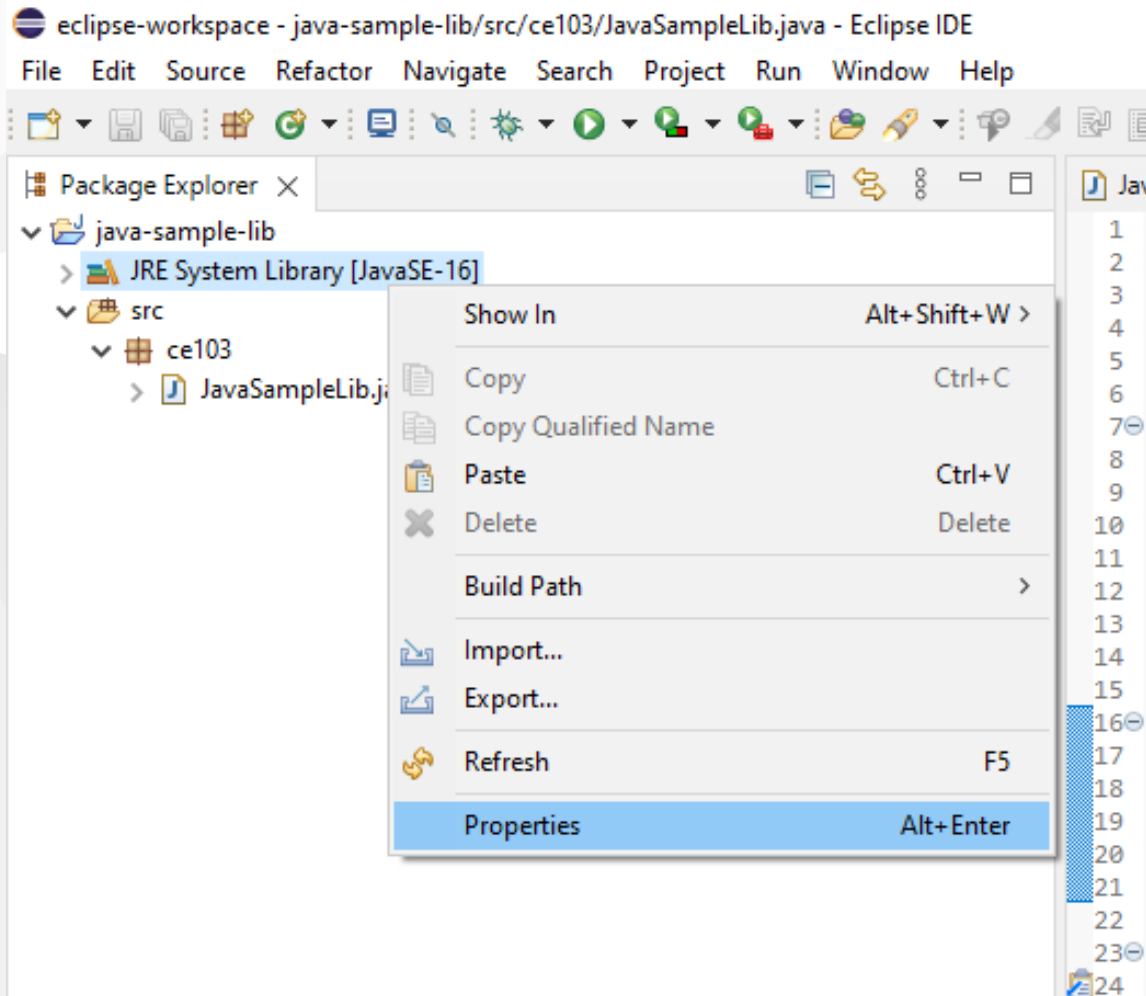 eclipse-workspace - java-sample-lib/src/ce103/JavaSampleLib.java - Eclipse IDE
File Edit Source Refactor Navigate Search Project Run Window Help
Package Explorer
java-sample-lib
JRE System Library [JavaSE-16]
src
ce103
JavaSampleLib.ja
Show In Alt+Shift+W >
Copy Ctrl+C
Copy Qualified Name
Paste Ctrl+V
Delete Delete
Build Path >
Import...
Export...
Refresh F5
Properties Alt+Enter
J Jav
1
2
3
4
5
6
7
8
9
10
11
12
13
14
15
16
17
18
19
20
21
22
23
24